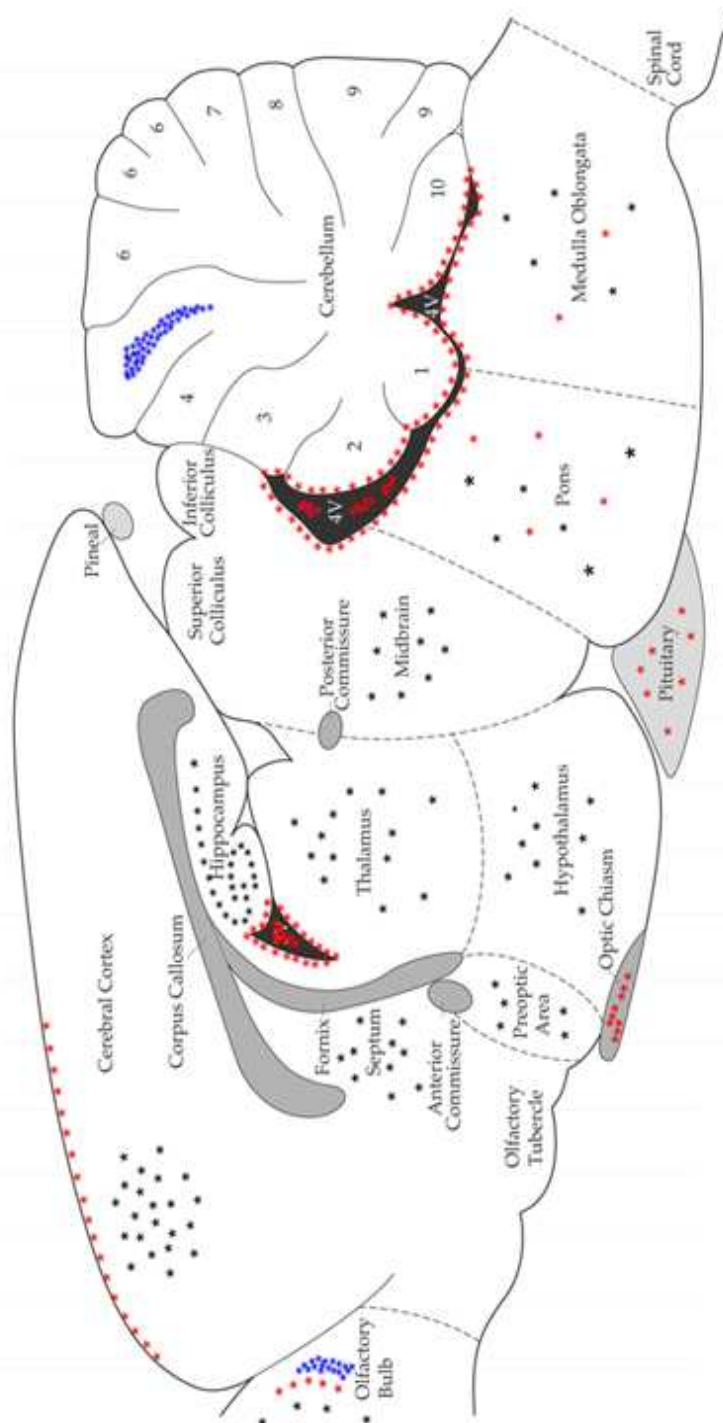 Cerebral Cortex
Corpus Callosum
Hippocampus
Fornix
Septum
Anterior
Commissure
Preoptic
Area
Olfactory
Tubercle
Olfactory
Bulb
Optic Chiasm
Hypothalamus
Thalamus
Posterior
Commissure
Midbrain
Superior
Colliculus
Inferior
Colliculus
Pineal
Pituitary
Pons
Medulla Oblongata
Spinal
Cord
Cerebellum
1
2
3
4
6
6
6
7
8
9
9
10
4V
4V